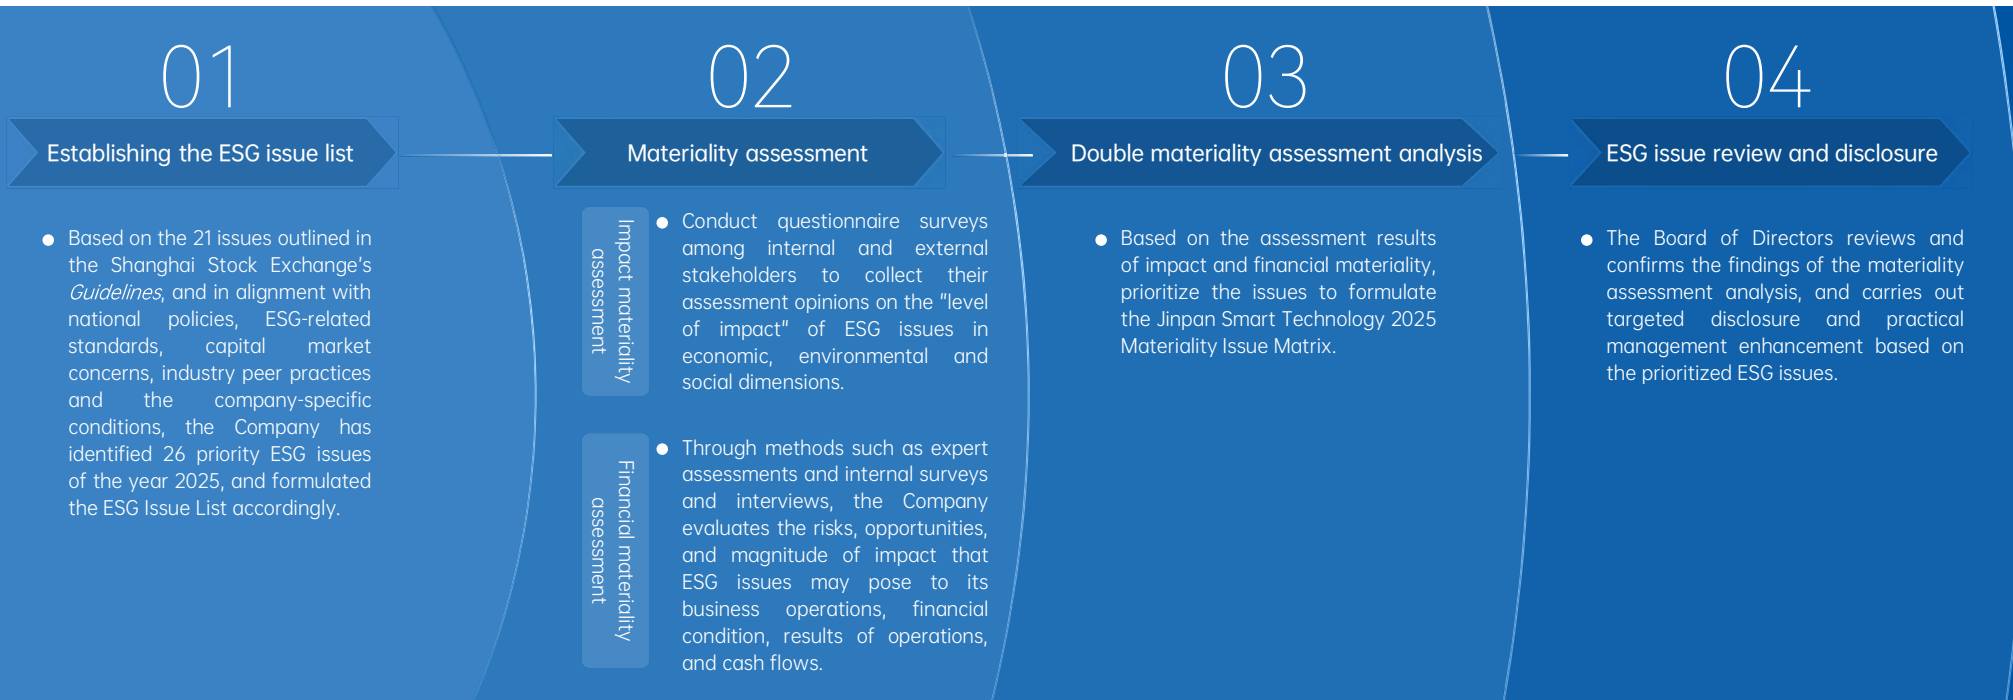 01
Establishing the ESG issue list
● Based on the 21 issues outlined in
the Shanghai Stock Exchange's
Guidelines, and in alignment with
national policies, ESG-related
standards, capital market
concerns, industry peer practices
and the company-specific
conditions, the Company has
identified 26 priority ESG issues
of the year 2025, and formulated
the ESG Issue List accordingly.
02
Materiality assessment
Impact materiality
assessment
● Conduct questionnaire surveys
among internal and external
stakeholders to collect their
assessment opinions on the "level
of impact" of ESG issues in
economic, environmental and
social dimensions.
Financial materiality
assessment
● Through methods such as expert
assessments and internal surveys
and interviews, the Company
evaluates the risks, opportunities,
and magnitude of impact that
ESG issues may pose to its
business operations, financial
condition, results of operations,
and cash flows.
03
Double materiality assessment analysis
● Based on the assessment results
of impact and financial materiality,
prioritize the issues to formulate
the Jinpan Smart Technology 2025
Materiality Issue Matrix.
04
ESG issue review and disclosure
● The Board of Directors reviews and
confirms the findings of the materiality
assessment analysis, and carries out
targeted disclosure and practical
management enhancement based on
the prioritized ESG issues.